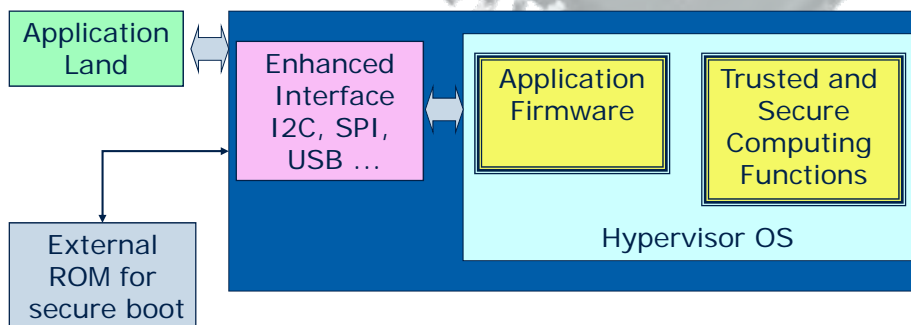 Application
Land
Enhanced
Interface
I2C, SPI,
USB ...
Application
Firmware
Trusted and
Secure
Computing
Functions
Hypervisor OS
External
ROM for
secure boot